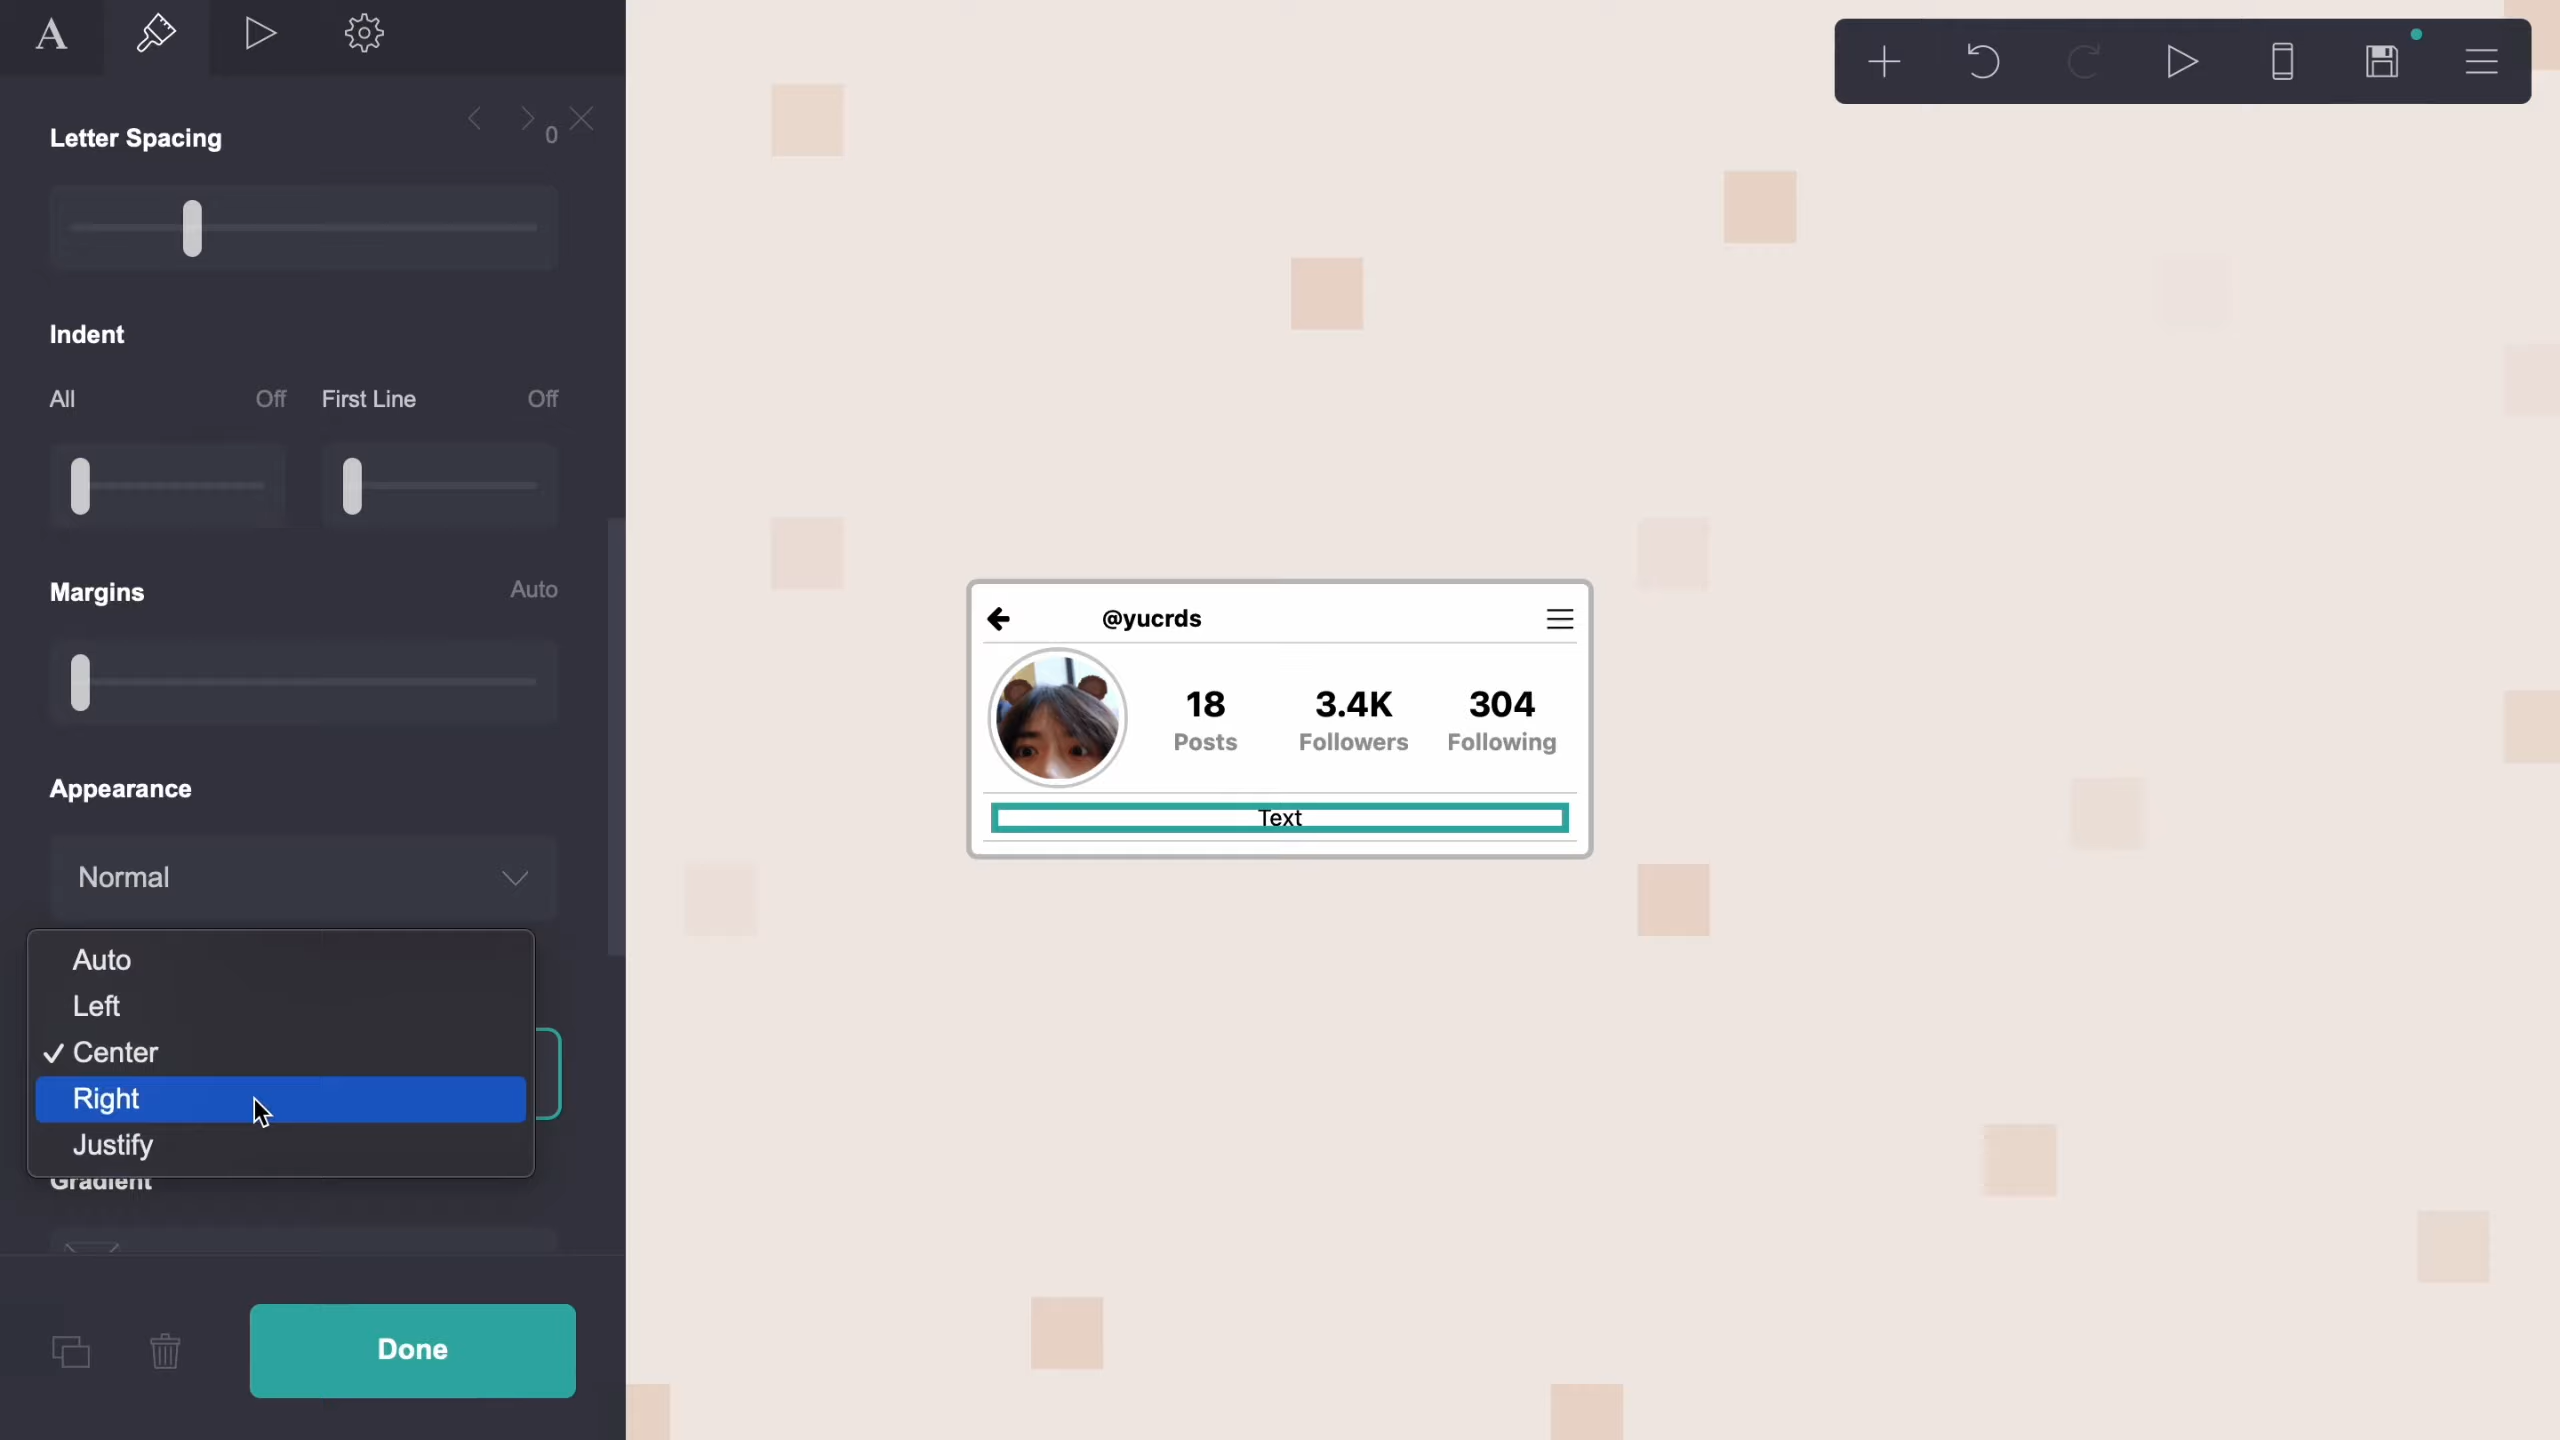 A
Letter Spacing
0
Indent
All
Off
First Line
Off
Margins
Auto
Appearance
Normal
Auto
Left
Center
Right
Justify
Gradient
Done
@yucrds
18
3.4K
304
Posts
Followers
Following
Text